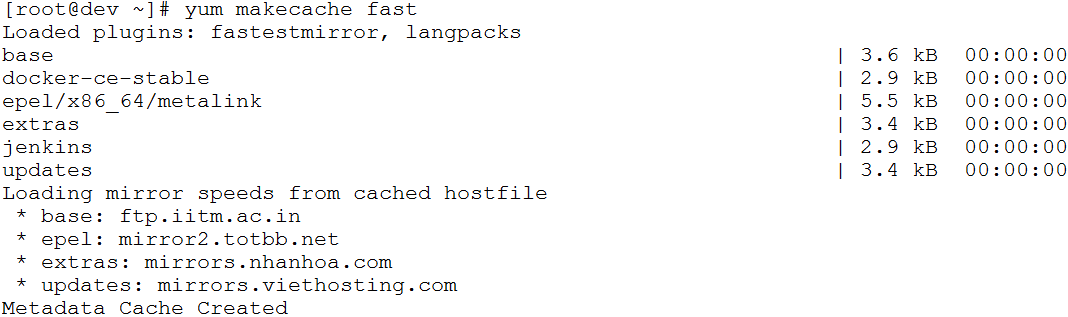 [root@dev ~]# yum makecache fast
Loaded plugins: fastestmirror, langpacks
base | 3.6 kB 00:00:00
docker-ce-stable | 2.9 kB 00:00:00
epel/x86_64/metalink | 5.5 kB 00:00:00
extras | 3.4 kB 00:00:00
jenkins | 2.9 kB 00:00:00
updates | 3.4 kB 00:00:00
Loading mirror speeds from cached hostfile
 * base: ftp.iitm.ac.in
 * epel: mirror2.totbb.net
 * extras: mirrors.nhanhoa.com
 * updates: mirrors.viethosting.com
Metadata Cache Created